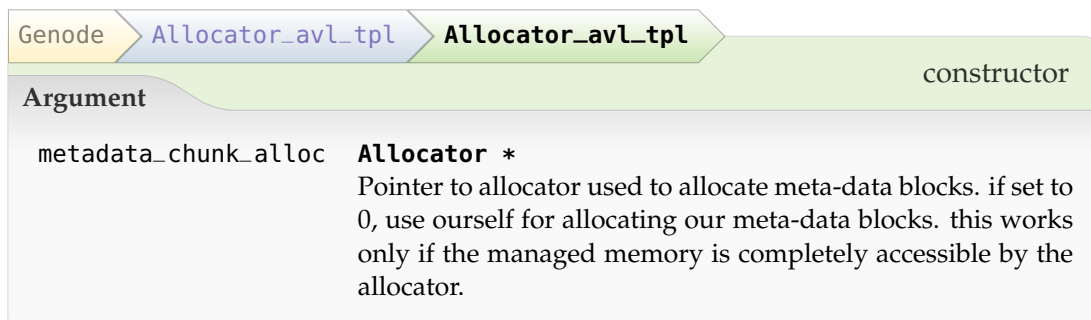 Genode Allocator_avl_tpl Allocator_avl_tpl
constructor
Argument
metadata_chunk_alloc Allocator *
Pointer to allocator used to allocate meta-data blocks. if set to
0, use ourself for allocating our meta-data blocks. this works
only if the managed memory is completely accessible by the
allocator.